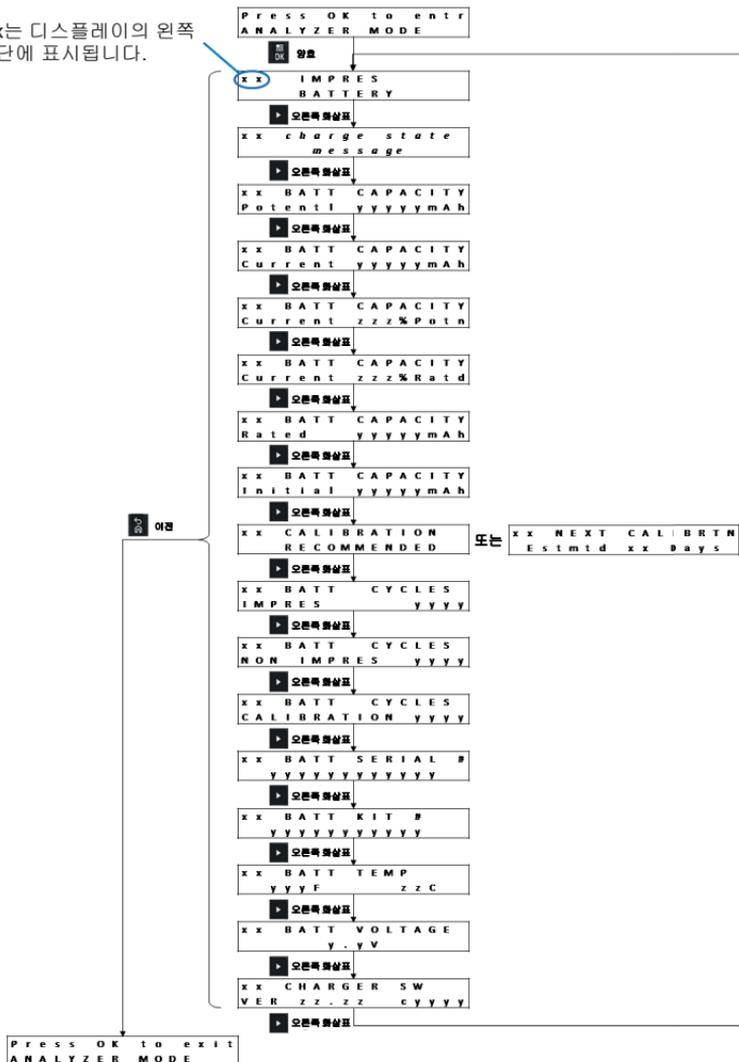 x는 디스플레이의 왼쪽
단에 표시됩니다.
Press OK to entr
ANALYZER MODE
OK 양호
xx IMPRES
BATTERY
오른쪽 화살표
xx charge state
message
오른쪽 화살표
xx BATT CAPACITY
Potentl yyyyymAh
오른쪽 화살표
xx BATT CAPACITY
Current yyyyymAh
오른쪽 화살표
xx BATT CAPACITY
Current zzz%Potn
오른쪽 화살표
xx BATT CAPACITY
Current zzz%Ratd
오른쪽 화살표
xx BATT CAPACITY
Rated yyyyymAh
오른쪽 화살표
xx BATT CAPACITY
Initial yyyyymAh
오른쪽 화살표
이전
xx CALIBRATION
RECOMMENDED
또는
xx NEXT CALIBRTN
Estmtd xx Days
오른쪽 화살표
xx BATT CYCLES
IMPRES yyyy
오른쪽 화살표
xx BATT CYCLES
NON IMPRES yyyy
오른쪽 화살표
xx BATT CYCLES
CALIBRATION yyyy
오른쪽 화살표
xx BATT SERIAL #
yyyyyyyyyyyy
오른쪽 화살표
xx BATT KIT #
yyyyyyyyyyy
오른쪽 화살표
xx BATT TEMP
yyyF zzC
오른쪽 화살표
xx BATT VOLTAGE
y.yV
오른쪽 화살표
xx CHARGER SW
VER zz.zz cyyyy
오른쪽 화살표
Press OK to exit
ANALYZER MODE